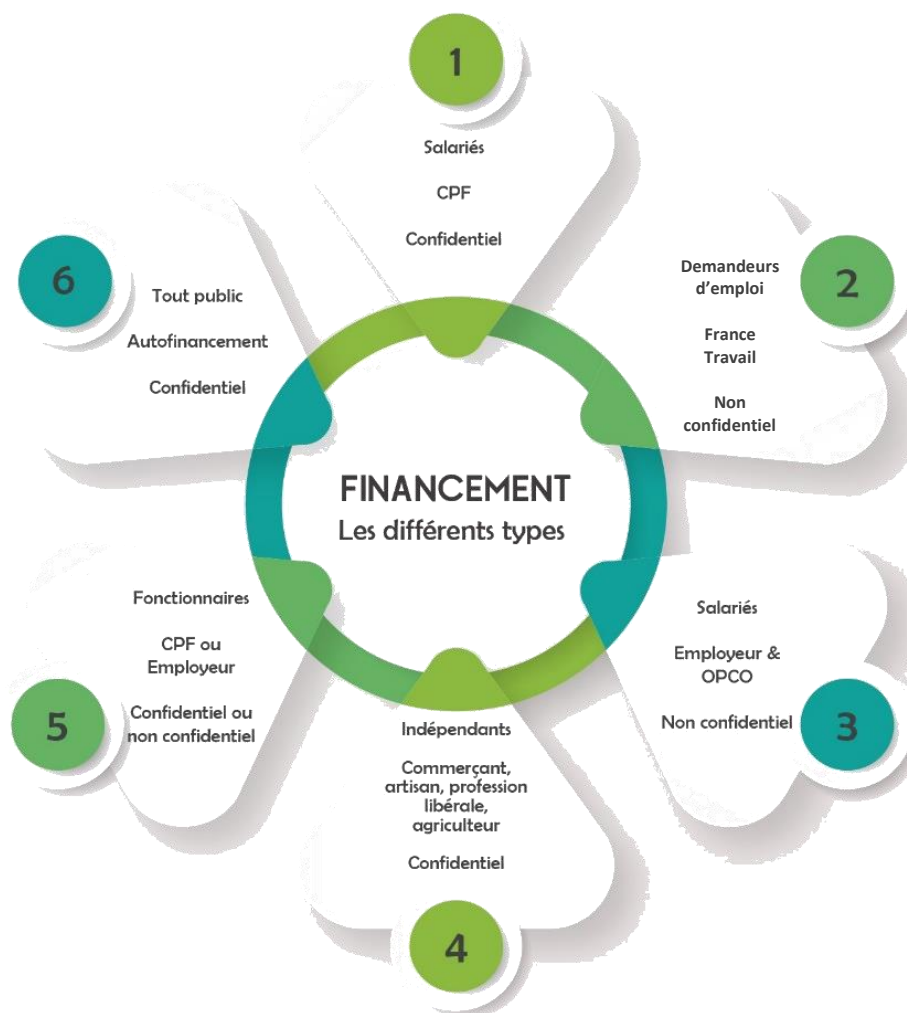 1
Salariés
CPF
Confidentiel
2
Demandeurs
d’emploi
France
Travail
Non
confidentiel
3
Salariés
Employeur &
OPCO
Non confidentiel
4
Indépendants
Commerçant,
artisan, profession
libérale,
agriculteur
Confidentiel
5
Fonctionnaires
CPF ou
Employeur
Confidentiel ou
non confidentiel
6
Tout public
Autofinancement
Confidentiel
FINANCEMENT
Les différents types